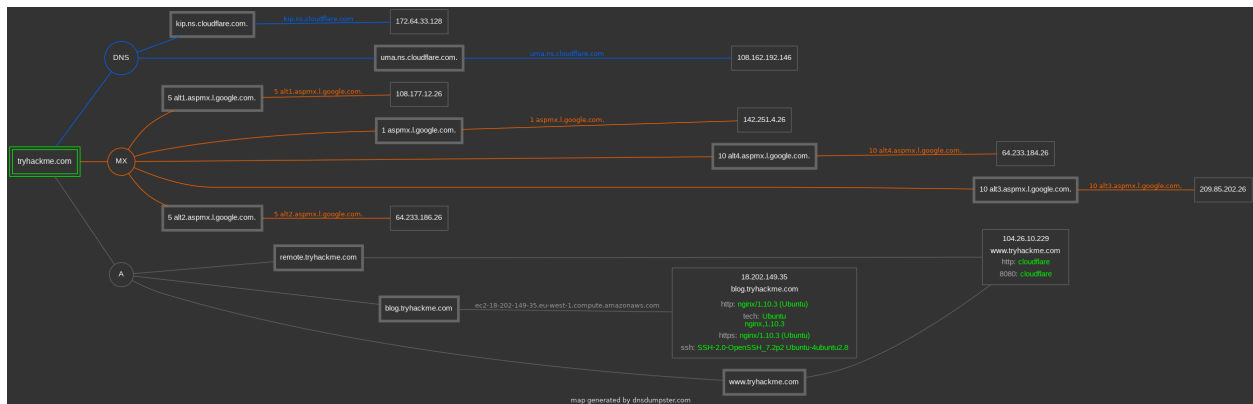 kip.ns.cloudflare.com.
kip.ns.cloudflare.com
172.64.33.128
DNS
uma.ns.cloudflare.com.
uma.ns.cloudflare.com
108.162.192.146
5 alt1.aspmx.l.google.com.
5 alt1.aspmx.l.google.com.
108.177.12.26
1 aspmx.l.google.com.
1 aspmx.l.google.com.
142.251.4.26
tryhackme.com
MX
10 alt4.aspmx.l.google.com.
10 alt4.aspmx.l.google.com.
64.233.184.26
10 alt3.aspmx.l.google.com.
10 alt3.aspmx.l.google.com.
209.85.202.26
5 alt2.aspmx.l.google.com.
5 alt2.aspmx.l.google.com.
64.233.186.26
A
remote.tryhackme.com
104.26.10.229
www.tryhackme.com
http: cloudflare
8080: cloudflare
blog.tryhackme.com
ec2-18-202-149-35.eu-west-1.compute.amazonaws.com
18.202.149.35
blog.tryhackme.com
http: nginx/1.10.3 (Ubuntu)
tech: Ubuntu
nginx,1.10.3
https: nginx/1.10.3 (Ubuntu)
ssh: SSH-2.0-OpenSSH_7.2p2 Ubuntu-4ubuntu2.8
www.tryhackme.com
map generated by dnsdumpster.com